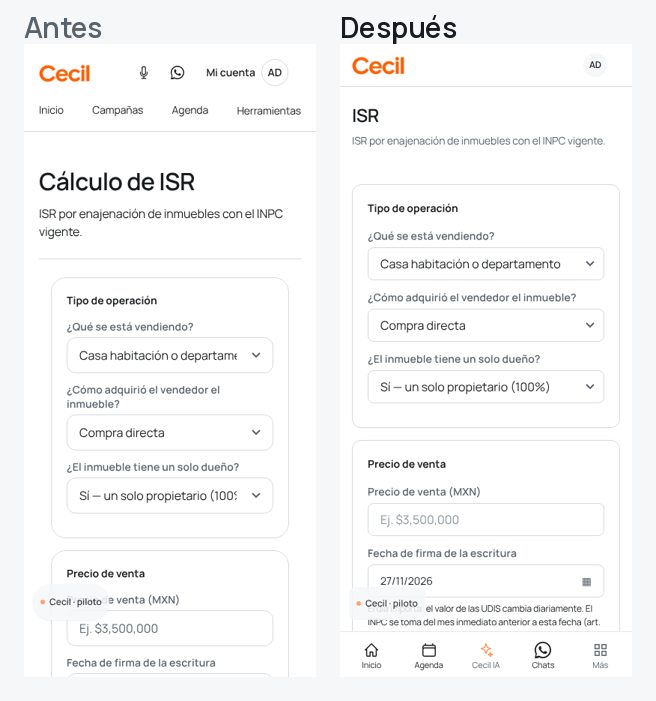 Antes
Cecil
Mi cuenta
AD
Inicio
Campañas
Agenda
Herramientas
Cálculo de ISR
ISR por enajenación de inmuebles con el INPC
vigente.
Tipo de operación
¿Qué se está vendiendo?
Casa habitación o departame
¿Cómo adquirió el vendedor el
inmueble?
Compra directa
¿El inmueble tiene un solo dueño?
Sí — un solo propietario (100%
Precio de venta
Cecil · piloto
de venta (MXN)
Ej. $3,500,000
Fecha de firma de la escritura
Después
Cecil
AD
ISR
ISR por enajenación de inmuebles con el INPC vigente.
Tipo de operación
¿Qué se está vendiendo?
Casa habitación o departamento
¿Cómo adquirió el vendedor el inmueble?
Compra directa
¿El inmueble tiene un solo dueño?
Sí — un solo propietario (100%)
Precio de venta
Precio de venta (MXN)
Ej. $3,500,000
Fecha de firma de la escritura
27/11/2026
Cecil · piloto
el valor de las UDIS cambia diariamente. El
INPC se toma del mes inmediato anterior a esta fecha (art.
Inicio
Agenda
Cecil IA
Chats
Más